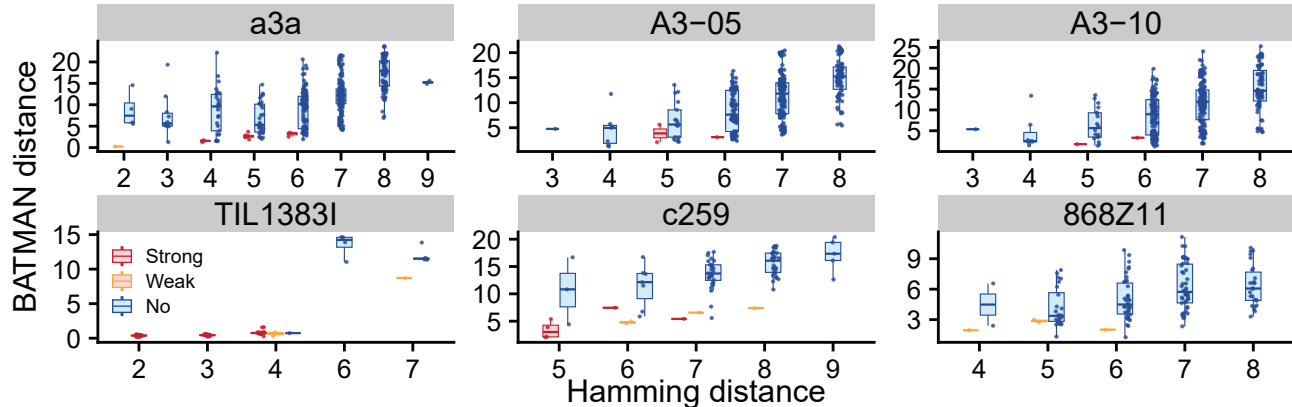 a3a
A3−05
A3−10
BATMAN distance
20
15
10
5
0
2 3 4 5 6 7 8 9
20
15
10
5
3 4 5 6 7 8
25
20
15
10
5
3 4 5 6 7 8
TIL1383I
c259
868Z11
15
10
5
0
Strong
Weak
No
2 3 4 6 7
20
15
10
5
5 6 7 8 9
9
6
3
4 5 6 7 8
Hamming distance